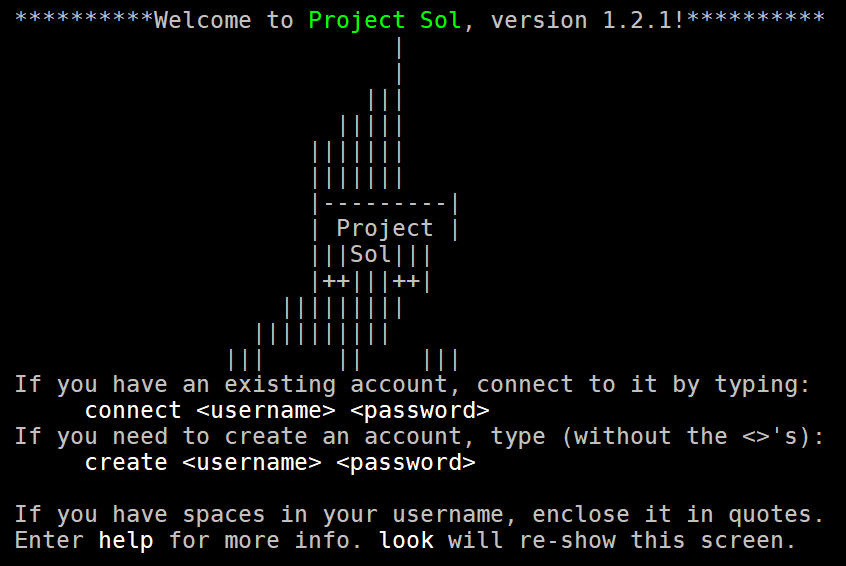 **********Welcome to Project Sol, version 1.2.1!**********
|
|
|||
|||||
|||||||
|||||||
|---------|
| Project |
|||Sol|||
|++|||++|
|||||||||
||||||||||
||| || |||
If you have an existing account, connect to it by typing:
connect <username> <password>
If you need to create an account, type (without the <>'s):
create <username> <password>
If you have spaces in your username, enclose it in quotes.
Enter help for more info. look will re-show this screen.